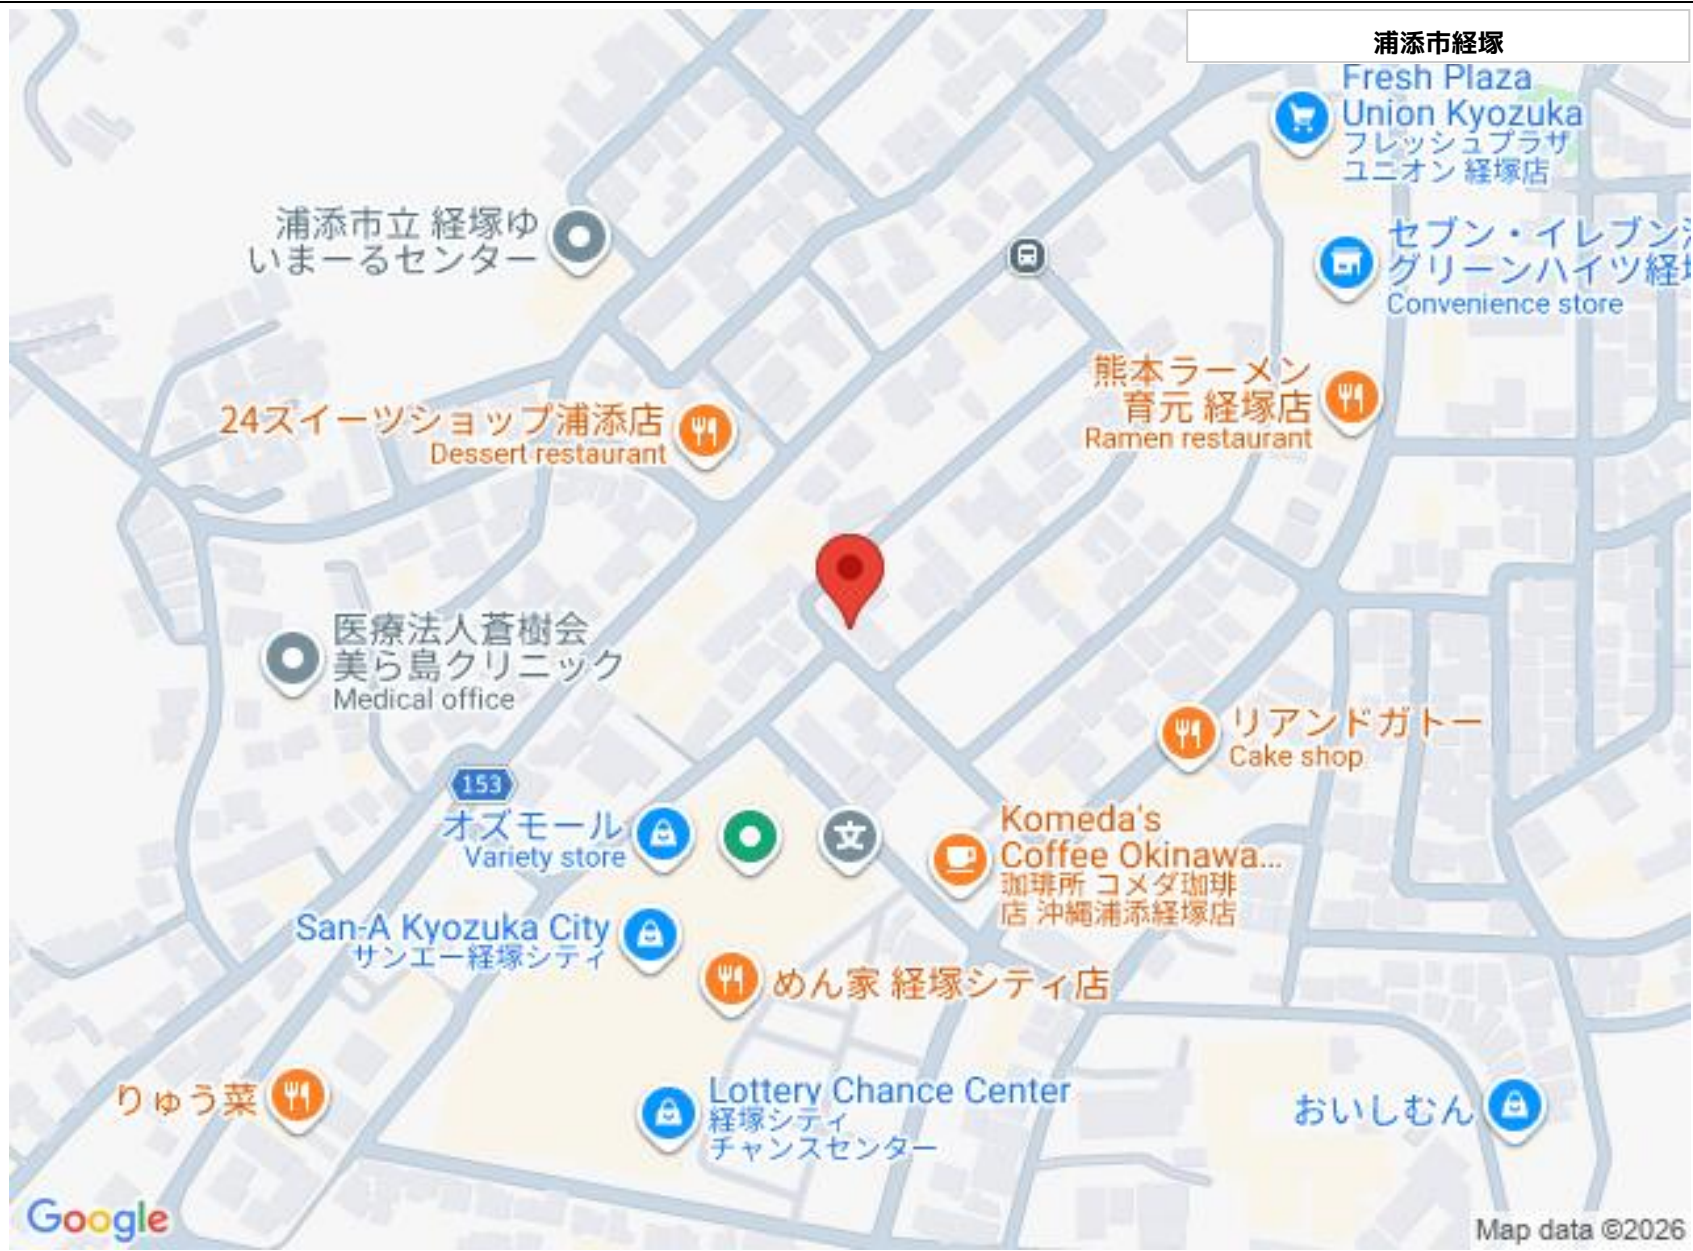 浦添市経塚
Fresh Plaza
Union Kyozuka
フレッシュプラザ
ユニオン 経塚店
浦添市立 経塚ゆ
いまーるセンター
セブン・イレブン
グリーンハイツ経
Convenience store
熊本ラーメン
育元 経塚店
Ramen restaurant
24スイーツショップ浦添店
Dessert restaurant
医療法人蒼樹会
美ら島クリニック
Medical office
リアンドガトー
Cake shop
153
オズモール
Variety store
文
Komeda's
Coffee Okinawa...
珈琲所 コメダ珈琲
店 沖縄浦添経塚店
San-A Kyozuka City
サンエー経塚シティ
めん家 経塚シティ店
Lottery Chance Center
経塚シティ
チャンスセンター
りゅう菜
おいしむん
Google
Map data ©2026